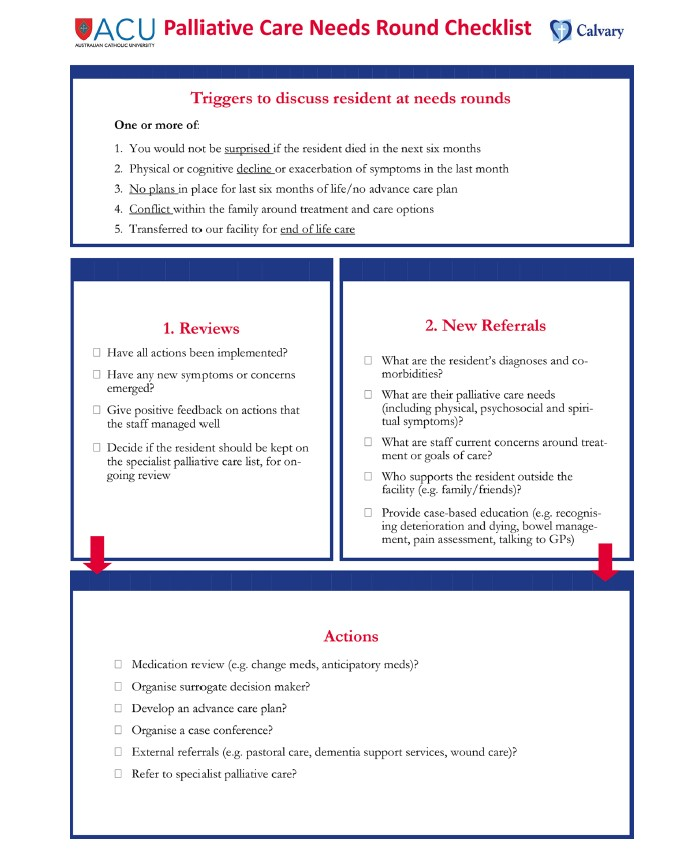 ACU Palliative Care Needs Round Checklist Calvary
AUSTRALIAN CATHOLIC UNIVERSITY
Triggers to discuss resident at needs rounds
One or more of:
1. You would not be surprised if the resident died in the next six months
2. Physical or cognitive decline or exacerbation of symptoms in the last month
3. No plans in place for last six months of life/no advance care plan
4. Conflict within the family around treatment and care options
5. Transferred to our facility for end of life care
1. Reviews
Have all actions been implemented?
Have any new symptoms or concerns
emerged?
Give positive feedback on actions that
the staff managed well
Decide if the resident should be kept on
the specialist palliative care list, for on-
going review
2. New Referrals
What are the resident's diagnoses and co-
morbidities?
What are their palliative care needs
(including physical, psychosocial and spiri-
tual symptoms)?
What are staff current concerns around treat-
ment or goals of care?
Who supports the resident outside the
facility (e.g. family/friends)?
Provide case-based education (e.g. recognis-
ing deterioration and dying, bowel manage-
ment, pain assessment, talking to GPs)
Actions
Medication review (e.g. change meds, anticipatory meds)?
Organise surrogate decision maker?
Develop an advance care plan?
Organise a case conference?
External referrals (e.g. pastoral care, dementia support services, wound care)?
Refer to specialist palliative care?